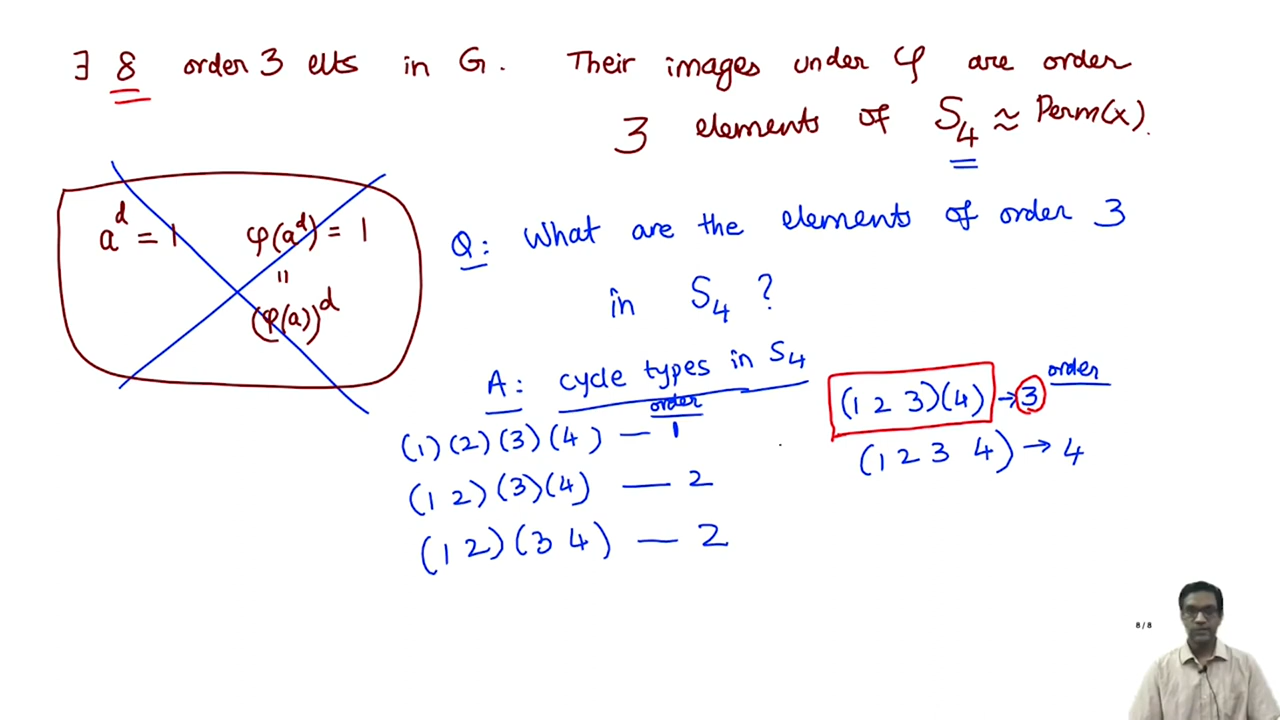 ∃ 8 order 3 elts in G. Their images under φ are order
3 elements of S₄ ≈ Perm(x).
a^d = 1 φ(a^d) = 1
=
(φ(a))^d
Q: What are the elements of order 3
in S₄ ?
A: cycle types in S₄
order
(1)(2)(3)(4) — 1
(1 2)(3)(4) — 2
(1 2)(3 4) — 2
order
(1 2 3)(4) → 3
(1 2 3 4) → 4
8 / 8